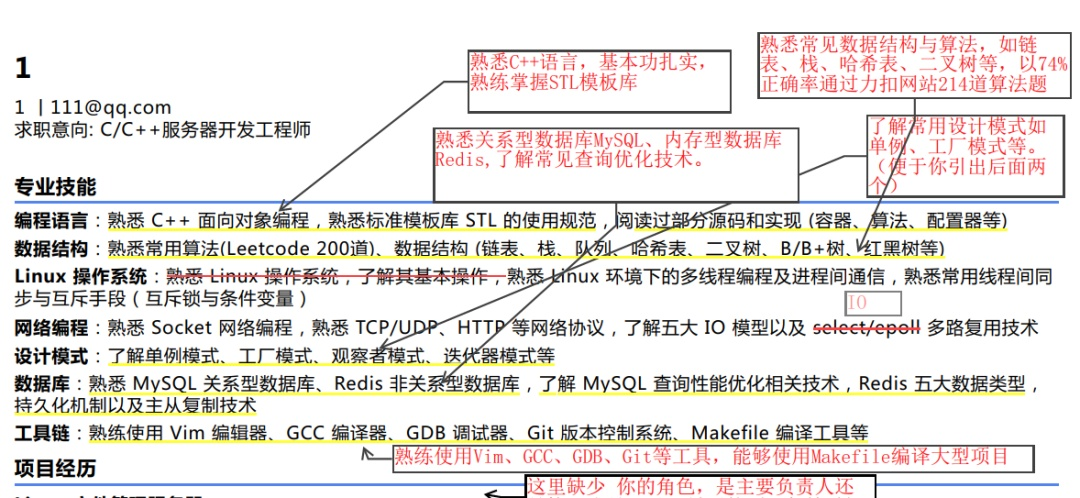 熟悉C++语言，基本功扎实，
熟练掌握STL模板库
熟悉常见数据结构与算法，如链
表、栈、哈希表、二叉树等，以74%
正确率通过力扣网站214道算法题
1
1 | 111@qq.com
求职意向: C/C++服务器开发工程师
熟悉关系型数据库MySQL、内存型数据库
Redis,了解常见查询优化技术。
了解常用设计模式如
单例、工厂模式等。
（便于你引出后面两
个）
专业技能
编程语言：熟悉 C++ 面向对象编程，熟悉标准模板库 STL 的使用规范，阅读过部分源码和实现 (容器、算法、配置器等)
数据结构：熟悉常用算法(Leetcode 200道)、数据结构 (链表、栈、队列、哈希表、二叉树、B/B+树、红黑树等)
Linux 操作系统：熟悉 Linux 操作系统，了解其基本操作，熟悉 Linux 环境下的多线程编程及进程间通信，熟悉常用线程间同
步与互斥手段（互斥锁与条件变量）
IO
网络编程：熟悉 Socket 网络编程，熟悉 TCP/UDP、HTTP 等网络协议，了解五大 IO 模型以及 select/epoll 多路复用技术
设计模式：了解单例模式、工厂模式、观察者模式、迭代器模式等
数据库：熟悉 MySQL 关系型数据库、Redis 非关系型数据库，了解 MySQL 查询性能优化相关技术，Redis 五大数据类型，
持久化机制以及主从复制技术
工具链：熟练使用 Vim 编辑器、GCC 编译器、GDB 调试器、Git 版本控制系统、Makefile 编译工具等
熟练使用Vim、GCC、GDB、Git等工具，能够使用Makefile编译大型项目
项目经历
这里缺少 你的角色，是主要负责人还